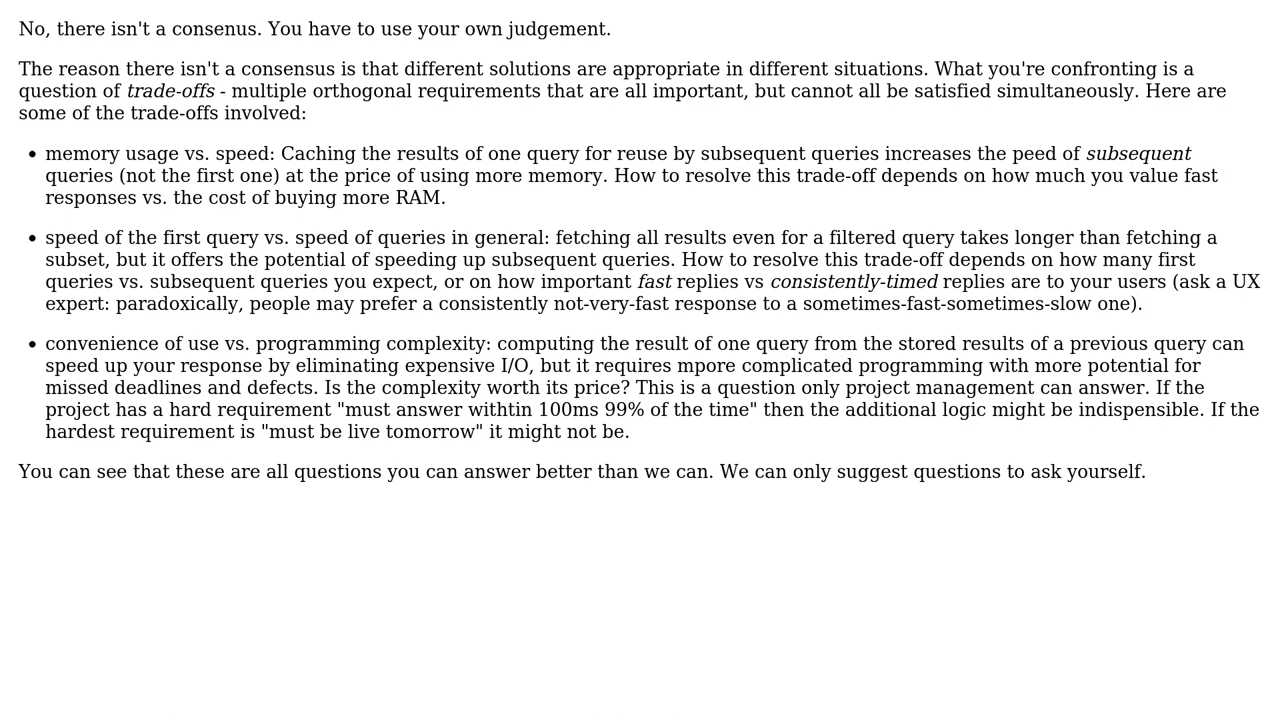 No, there isn't a consenus. You have to use your own judgement.
The reason there isn't a consensus is that different solutions are appropriate in different situations. What you're confronting is a
question of trade-offs - multiple orthogonal requirements that are all important, but cannot all be satisfied simultaneously. Here are
some of the trade-offs involved:
• memory usage vs. speed: Caching the results of one query for reuse by subsequent queries increases the peed of subsequent
queries (not the first one) at the price of using more memory. How to resolve this trade-off depends on how much you value fast
responses vs. the cost of buying more RAM.
• speed of the first query vs. speed of queries in general: fetching all results even for a filtered query takes longer than fetching a
subset, but it offers the potential of speeding up subsequent queries. How to resolve this trade-off depends on how many first
queries vs. subsequent queries you expect, or on how important fast replies vs consistently-timed replies are to your users (ask a UX
expert: paradoxically, people may prefer a consistently not-very-fast response to a sometimes-fast-sometimes-slow one).
• convenience of use vs. programming complexity: computing the result of one query from the stored results of a previous query can
speed up your response by eliminating expensive I/O, but it requires mpore complicated programming with more potential for
missed deadlines and defects. Is the complexity worth its price? This is a question only project management can answer. If the
project has a hard requirement "must answer withtin 100ms 99% of the time" then the additional logic might be indispensible. If the
hardest requirement is "must be live tomorrow" it might not be.
You can see that these are all questions you can answer better than we can. We can only suggest questions to ask yourself.